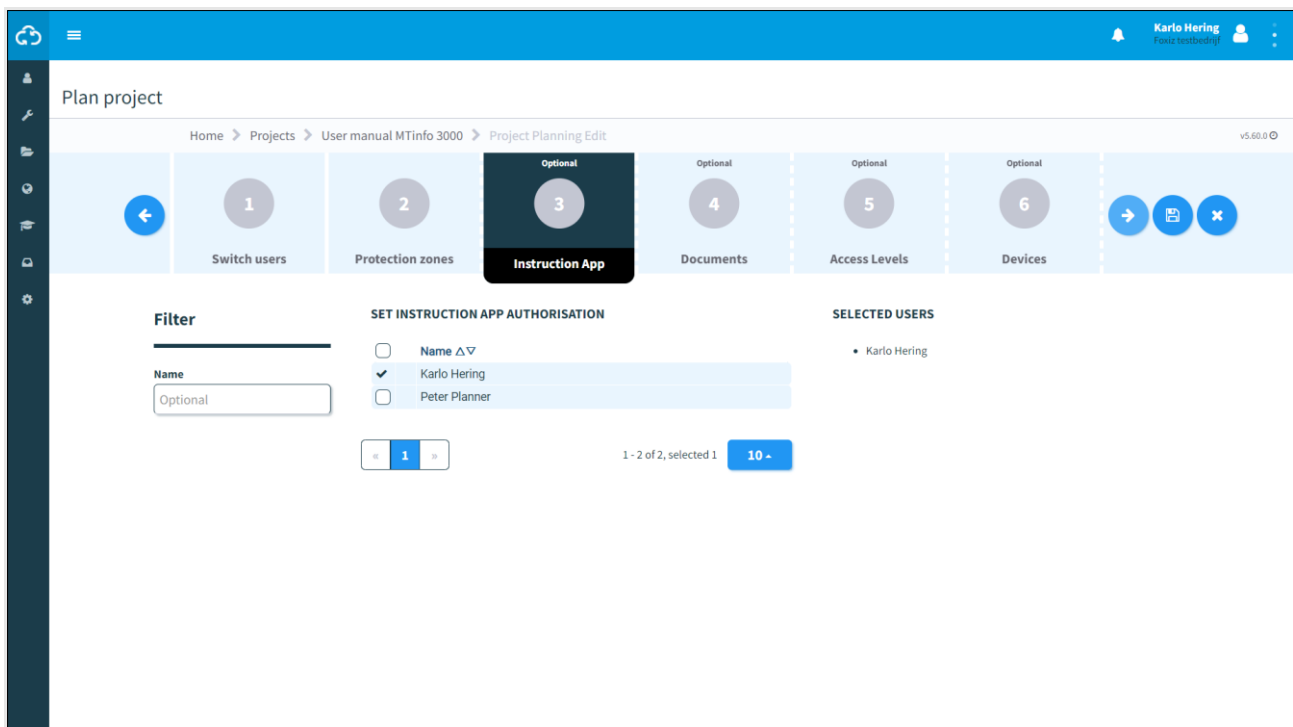 Karlo Hering
Foxiz testbedrijf
Plan project
Home Projects User manual MTinfo 3000 Project Planning Edit
v5.60.0
Optional Optional Optional Optional
1 2 3 4 5 6
Switch users Protection zones Instruction App Documents Access Levels Devices
Filter
Name
Optional
SET INSTRUCTION APP AUTHORISATION
Name
Karlo Hering
Peter Planner
« 1 »
1 - 2 of 2, selected 1
10
SELECTED USERS
• Karlo Hering